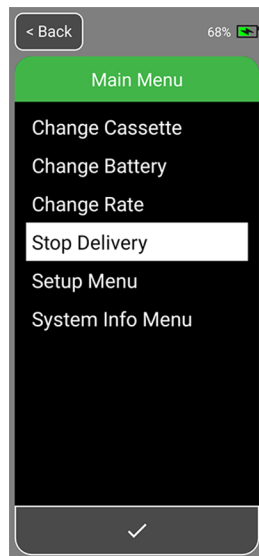 < Back
68%
Main Menu
Change Cassette
Change Battery
Change Rate
Stop Delivery
Setup Menu
System Info Menu